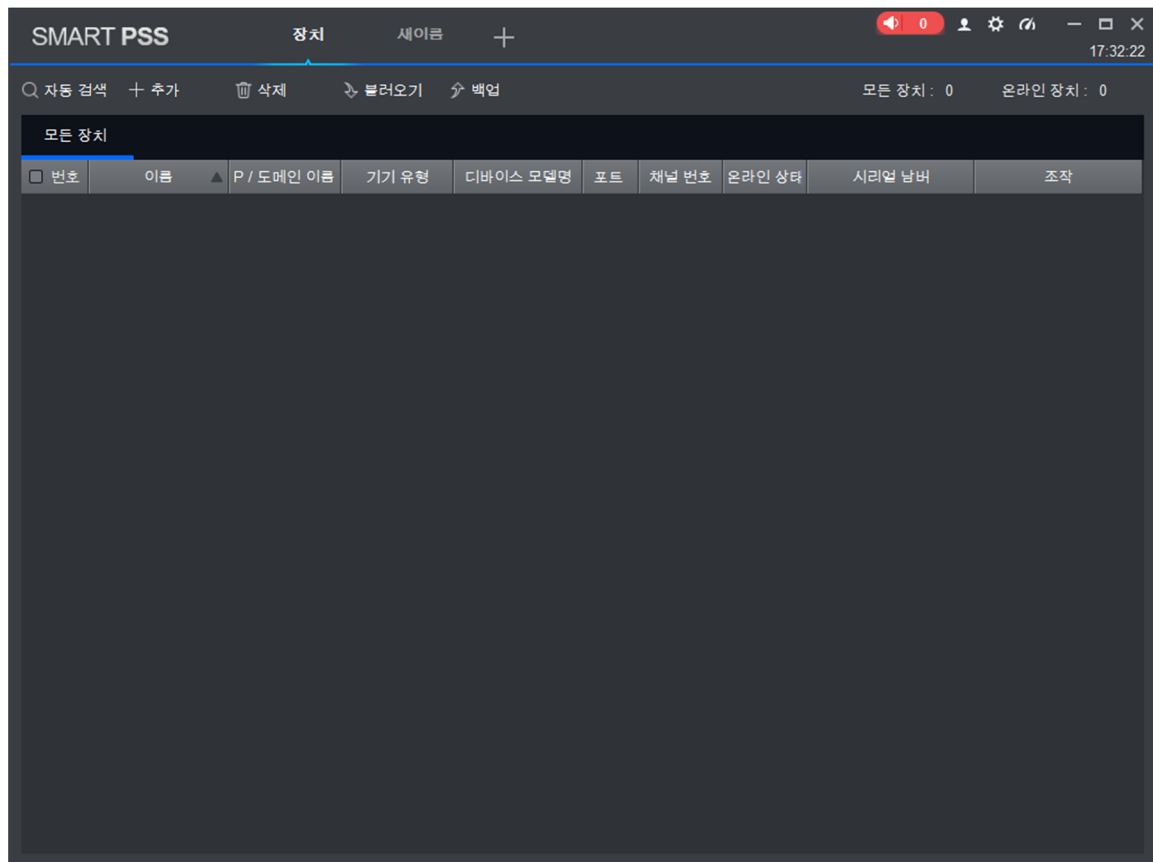 SMART PSS 장치 새이름 0
17:32:22
자동 검색 추가 삭제 불러오기 백업 모든 장치 : 0 온라인 장치 : 0
모든 장치
번호 이름 P / 도메인 이름 기기 유형 디바이스 모델명 포트 채널 번호 온라인 상태 시리얼 남버 조작